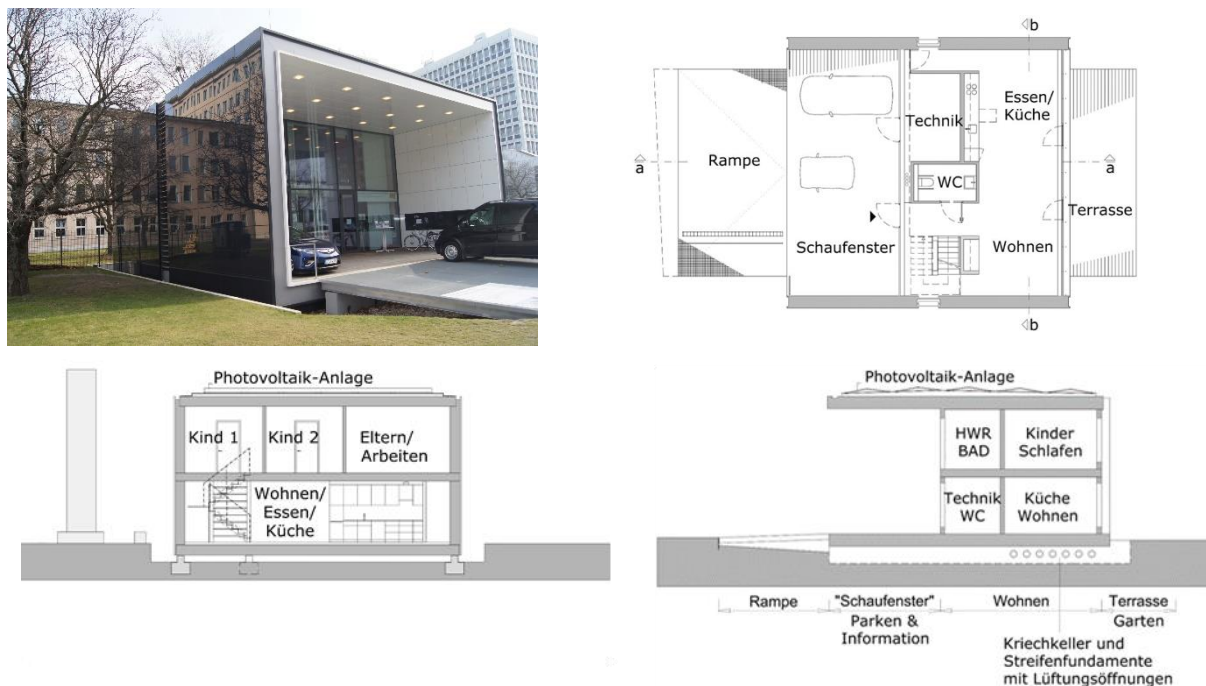 b
Essen/
Küche
Technik
Rampe
a
a
WC
Terrasse
Schaufenster
Wohnen
b
Photovoltaik-Anlage
Kind 1
Kind 2
Eltern/
Arbeiten
Wohnen/
Essen/
Küche
Photovoltaik-Anlage
HWR
BAD
Kinder
Schlafen
Technik
WC
Küche
Wohnen
Rampe
"Schaufenster"
Wohnen
Terrasse
Parken &
Information
Garten
Kriechkeller und
Streifenfundamente
mit Lüftungsöffnungen